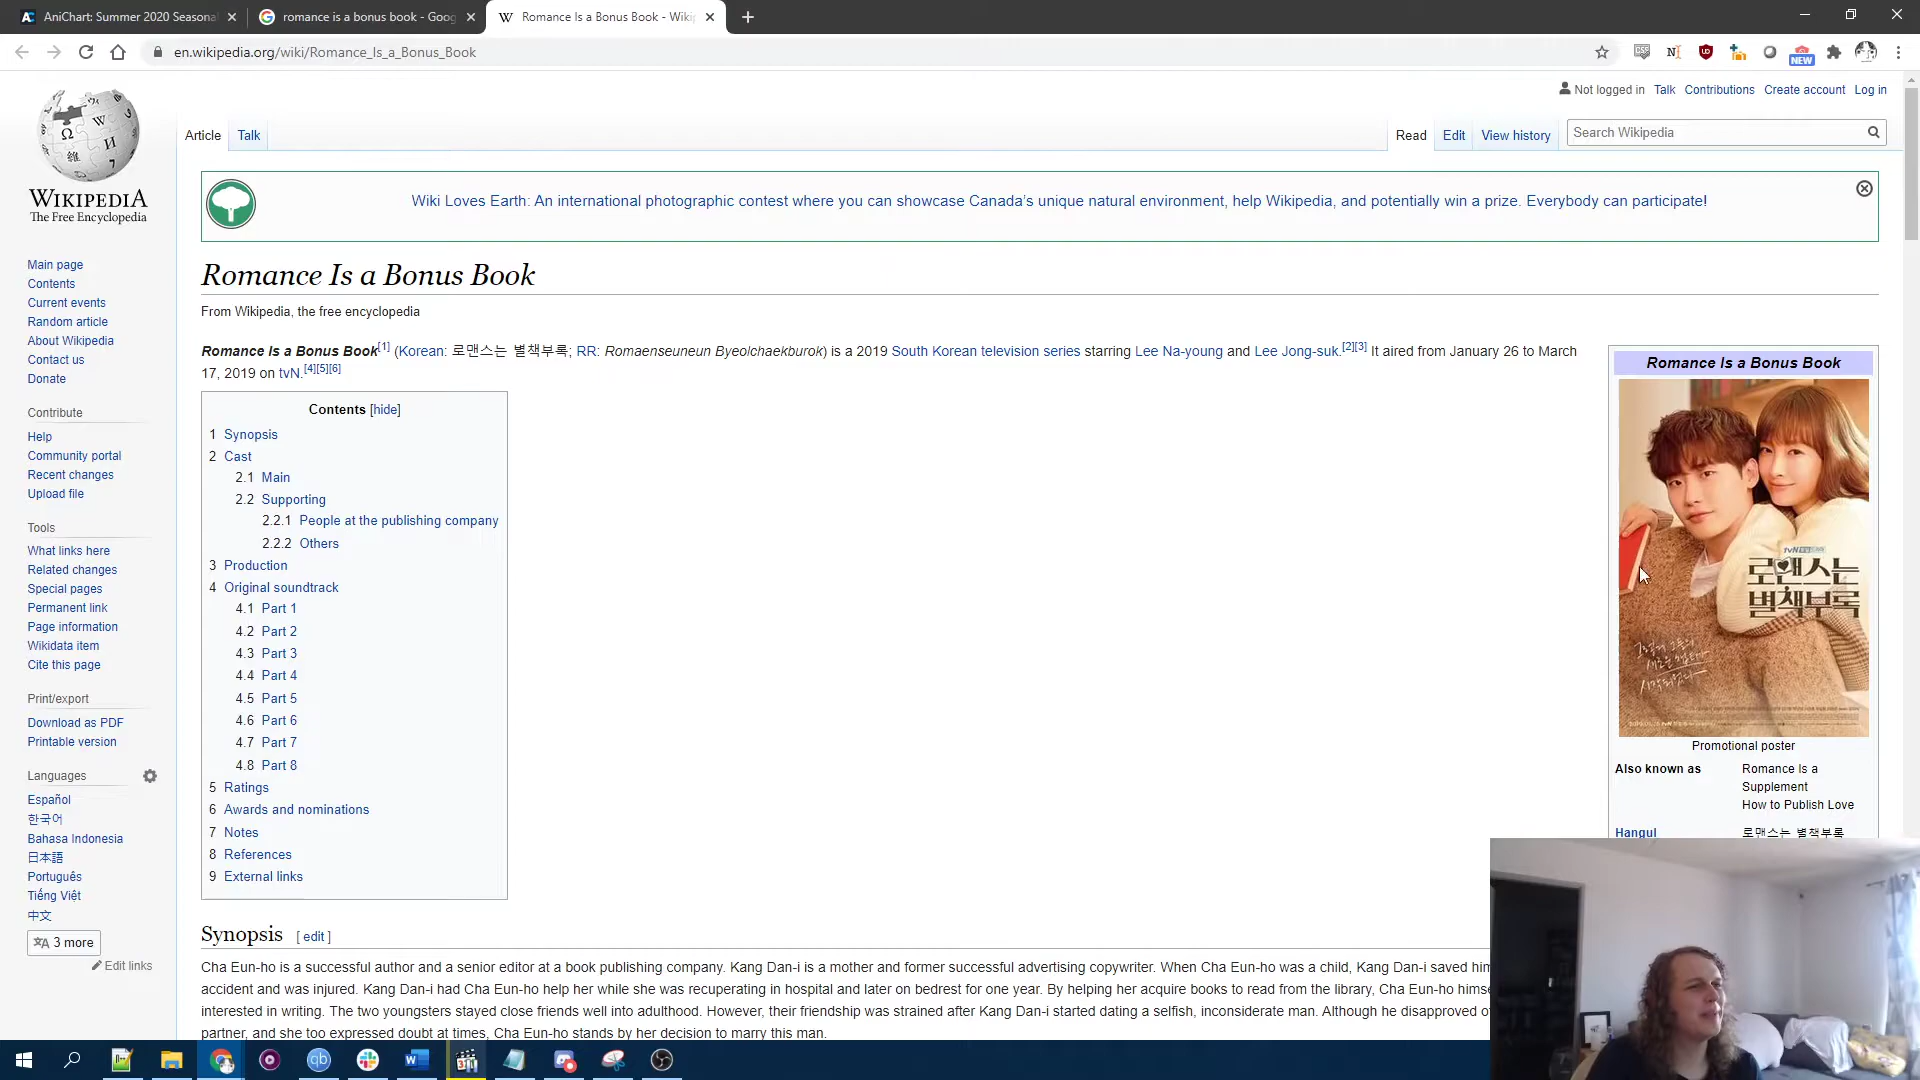 AniChart: Summer 2020 Seasonal
romance is a bonus book - Goog
Romance Is a Bonus Book - Wiki
en.wikipedia.org/wiki/Romance_Is_a_Bonus_Book
NEW
Not logged in Talk Contributions Create account Log in
WIKIPEDIA
The Free Encyclopedia
Article Talk
Read Edit View history Search Wikipedia
Wiki Loves Earth: An international photographic contest where you can showcase Canada's unique natural environment, help Wikipedia, and potentially win a prize. Everybody can participate!
Romance Is a Bonus Book
From Wikipedia, the free encyclopedia
Romance Is a Bonus Book[1] (Korean: 로맨스는 별책부록; RR: Romaenseuneun Byeolchaekburok) is a 2019 South Korean television series starring Lee Na-young and Lee Jong-suk.[2][3] It aired from January 26 to March
17, 2019 on tvN.[4][5][6]
Main page
Contents
Current events
Random article
About Wikipedia
Contact us
Donate
Contribute
Help
Community portal
Recent changes
Upload file
Tools
What links here
Related changes
Special pages
Permanent link
Page information
Wikidata item
Cite this page
Print/export
Download as PDF
Printable version
Languages
Español
한국어
Bahasa Indonesia
日本語
Português
Tiếng Việt
中文
3 more
Edit links
Contents [hide]
1 Synopsis
2 Cast
2.1 Main
2.2 Supporting
2.2.1 People at the publishing company
2.2.2 Others
3 Production
4 Original soundtrack
4.1 Part 1
4.2 Part 2
4.3 Part 3
4.4 Part 4
4.5 Part 5
4.6 Part 6
4.7 Part 7
4.8 Part 8
5 Ratings
6 Awards and nominations
7 Notes
8 References
9 External links
Romance Is a Bonus Book
tvN
로맨스는
별책부록
Promotional poster
Also known as Romance Is a
Supplement
How to Publish Love
Hangul 로맨스는 별책부록
Synopsis [ edit ]
Cha Eun-ho is a successful author and a senior editor at a book publishing company. Kang Dan-i is a mother and former successful advertising copywriter. When Cha Eun-ho was a child, Kang Dan-i saved him
accident and was injured. Kang Dan-i had Cha Eun-ho help her while she was recuperating in hospital and later on bedrest for one year. By helping her acquire books to read from the library, Cha Eun-ho himse
interested in writing. The two youngsters stayed close friends well into adulthood. However, their friendship was strained after Kang Dan-i started dating a selfish, inconsiderate man. Although he disapproved o
partner, and she too expressed doubt at times, Cha Eun-ho stands by her decision to marry this man.